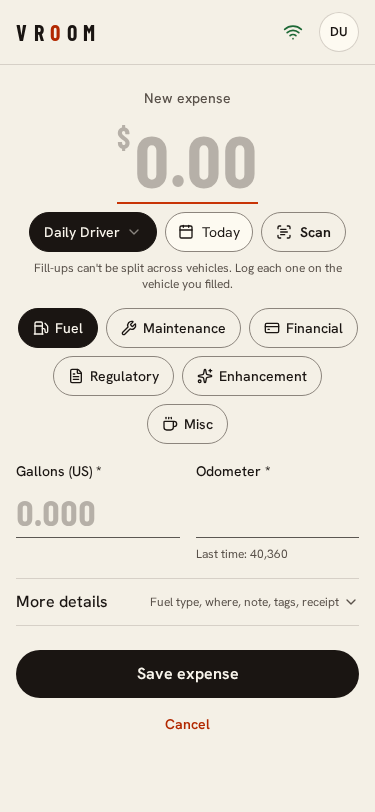 VROOM
DU
New expense
$0.00
Daily Driver
Today
Scan
Fill-ups can't be split across vehicles. Log each one on the
vehicle you filled.
Fuel
Maintenance
Financial
Regulatory
Enhancement
Misc
Gallons (US) *
Odometer *
0.000
Last time: 40,360
More details
Fuel type, where, note, tags, receipt
Save expense
Cancel